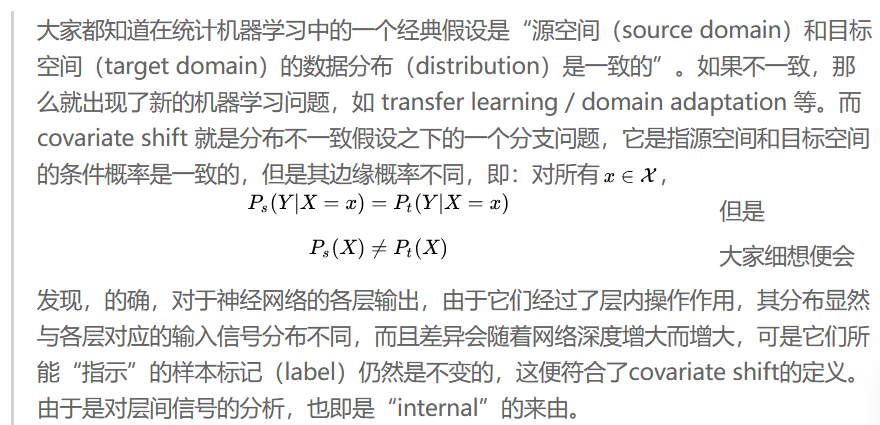 大家都知道在统计机器学习中的一个经典假设是“源空间（source domain）和目标
空间（target domain）的数据分布（distribution）是一致的”。如果不一致，那
么就出现了新的机器学习问题，如 transfer learning / domain adaptation 等。而
covariate shift 就是分布不一致假设之下的一个分支问题，它是指源空间和目标空间
的条件概率是一致的，但是其边缘概率不同，即：对所有 x ∈ 𝒳，
Pₛ(Y|X = x) = Pₜ(Y|X = x) 但是
Pₛ(X) ≠ Pₜ(X) 大家细想便会
发现，的确，对于神经网络的各层输出，由于它们经过了层内操作作用，其分布显然
与各层对应的输入信号分布不同，而且差异会随着网络深度增大而增大，可是它们所
能“指示”的样本标记（label）仍然是不变的，这便符合了covariate shift的定义。
由于是对层间信号的分析，也即是“internal”的来由。